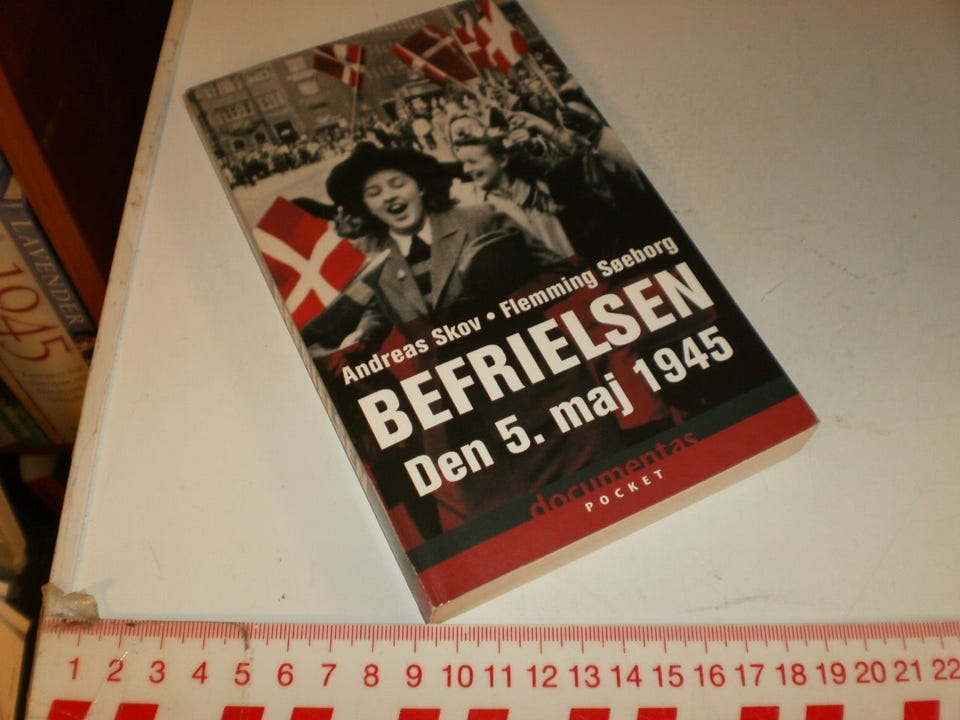 Andreas Skov • Flemming Søeborg
BEFRIELSEN
Den 5. maj 1945
documentas
POCKET
LAVENDER
1945
1 2 3 4 5 6 7 8 9 10 11 12 13 14 15 16 17 18 19 20 21 22